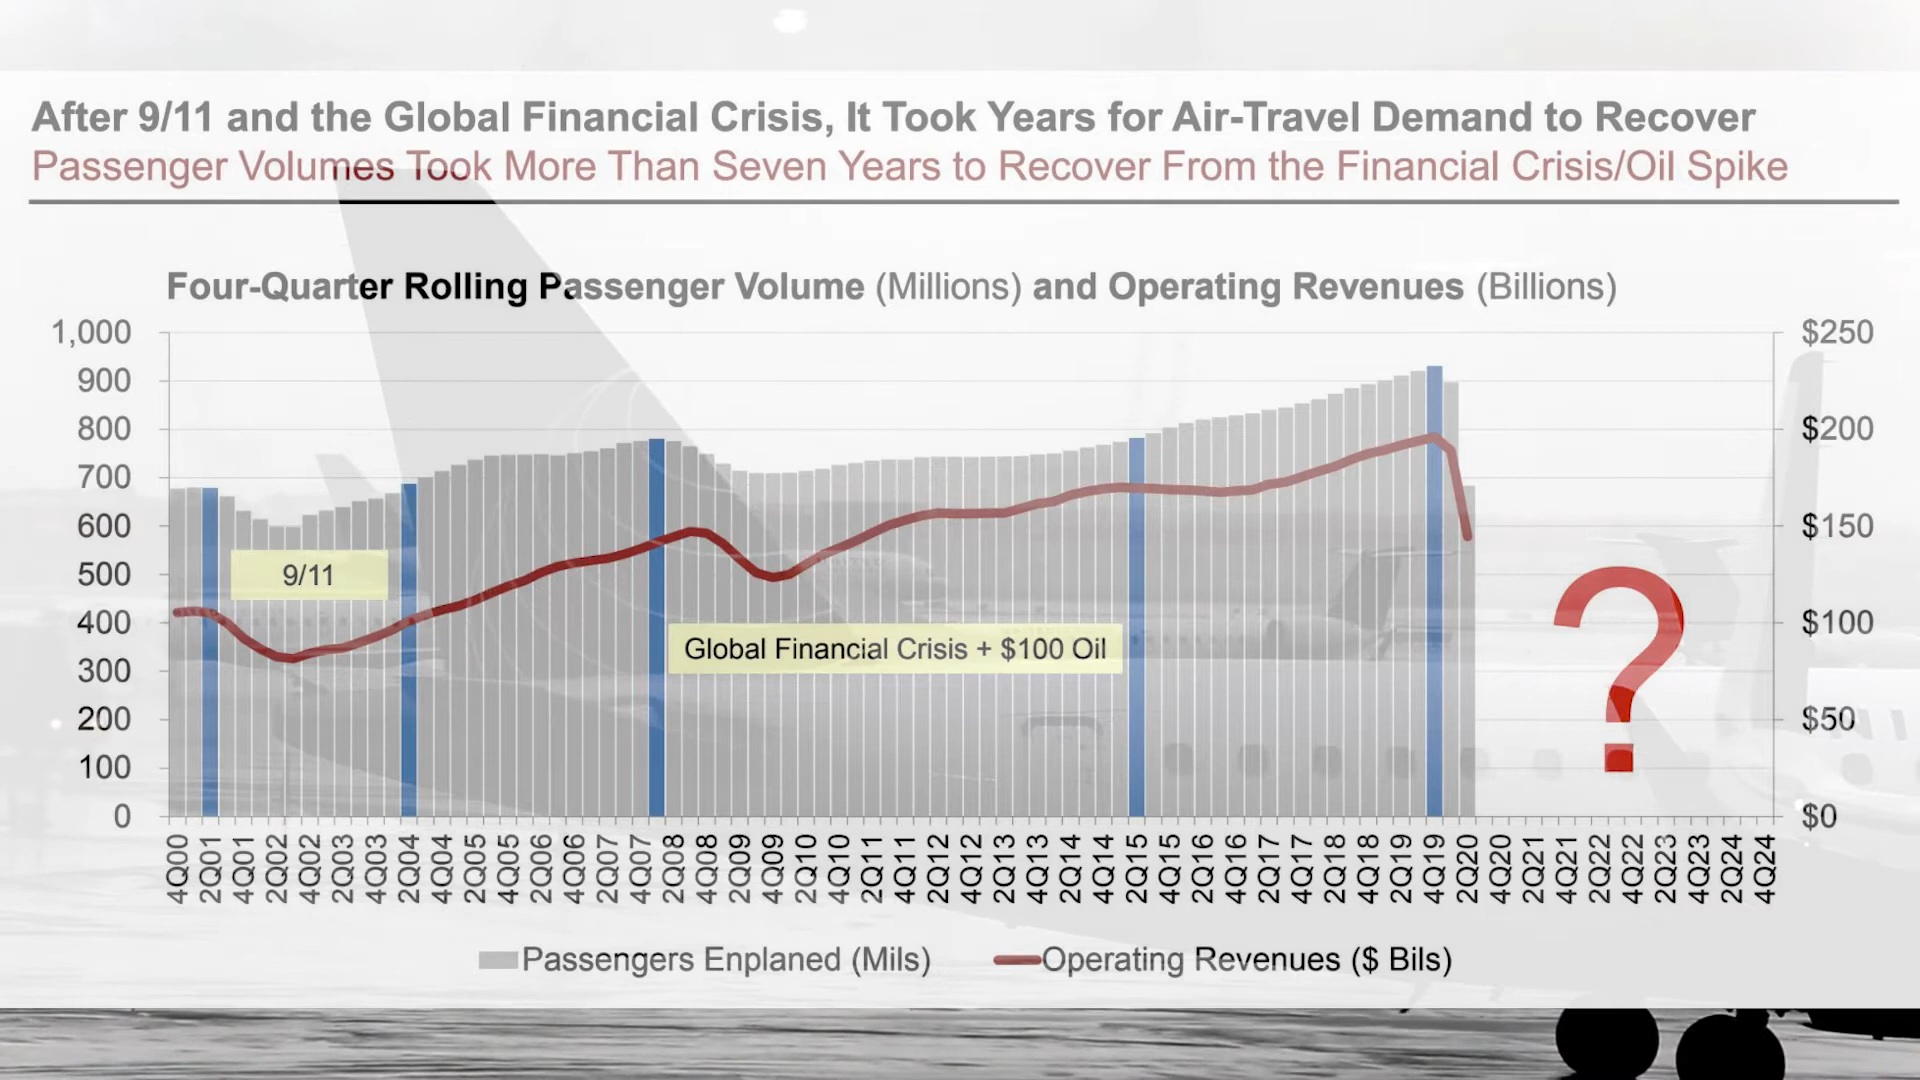 After 9/11 and the Global Financial Crisis, It Took Years for Air-Travel Demand to Recover
Passenger Volumes Took More Than Seven Years to Recover From the Financial Crisis/Oil Spike
Four-Quarter Rolling Passenger Volume (Millions) and Operating Revenues (Billions)
1,000
900
800
700
600
500
400
300
200
100
0
$250
$200
$150
$100
$50
$0
9/11
Global Financial Crisis + $100 Oil
?
4Q00
2Q01
4Q01
2Q02
4Q02
2Q03
4Q03
2Q04
4Q04
2Q05
4Q05
2Q06
4Q06
2Q07
4Q07
2Q08
4Q08
2Q09
4Q09
2Q10
4Q10
2Q11
4Q11
2Q12
4Q12
2Q13
4Q13
2Q14
4Q14
2Q15
4Q15
2Q16
4Q16
2Q17
4Q17
2Q18
4Q18
2Q19
4Q19
2Q20
4Q20
2Q21
4Q21
2Q22
4Q22
2Q23
4Q23
2Q24
4Q24
Passengers Enplaned (Mils)
Operating Revenues ($ Bils)